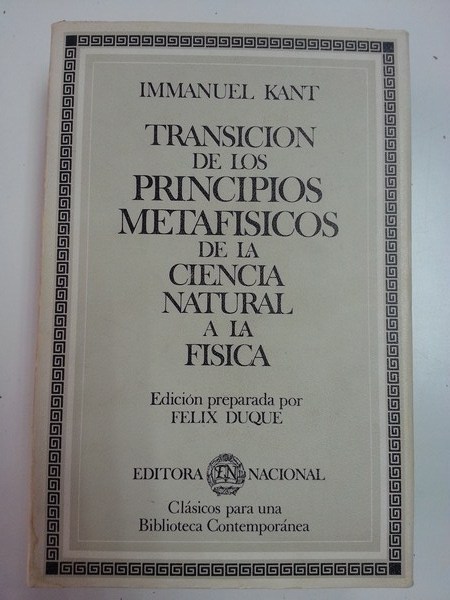 IMMANUEL KANT
TRANSICION
DE LOS
PRINCIPIOS
METAFISICOS
DE LA
CIENCIA
NATURAL
A LA
FISICA
Edición preparada por
FELIX DUQUE
EDITORA EN NACIONAL
Clásicos para una
Biblioteca Contemporánea